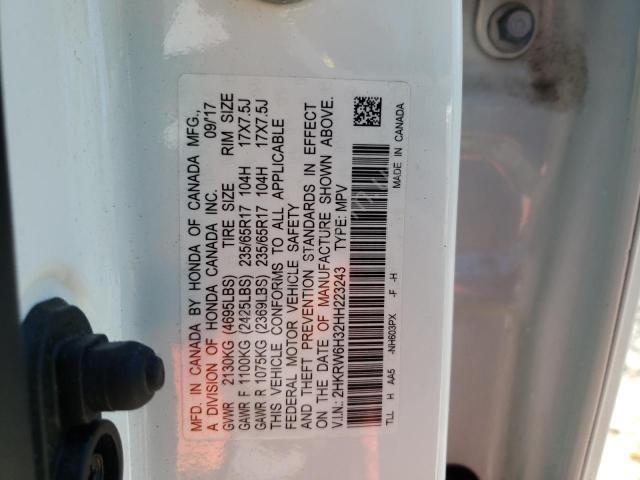 MFD. IN CANADA BY HONDA OF CANADA MFG.,
A DIVISION OF HONDA CANADA INC. 09/17
GVWR 2130KG (4695LBS) TIRE SIZE RIM SIZE
GAWR F 1100KG (2425LBS) 235/65R17 104H 17X7.5J
GAWR R 1075KG (2369LBS) 235/65R17 104H 17X7.5J
THIS VEHICLE CONFORMS TO ALL APPLICABLE
FEDERAL MOTOR VEHICLE SAFETY
AND THEFT PREVENTION STANDARDS IN EFFECT
ON THE DATE OF MANUFACTURE SHOWN ABOVE.
V.I.N.: 2HKRW6H32HH223243 TYPE: MPV
TLL H AA5 -NH603PX -F -H MADE IN CANADA